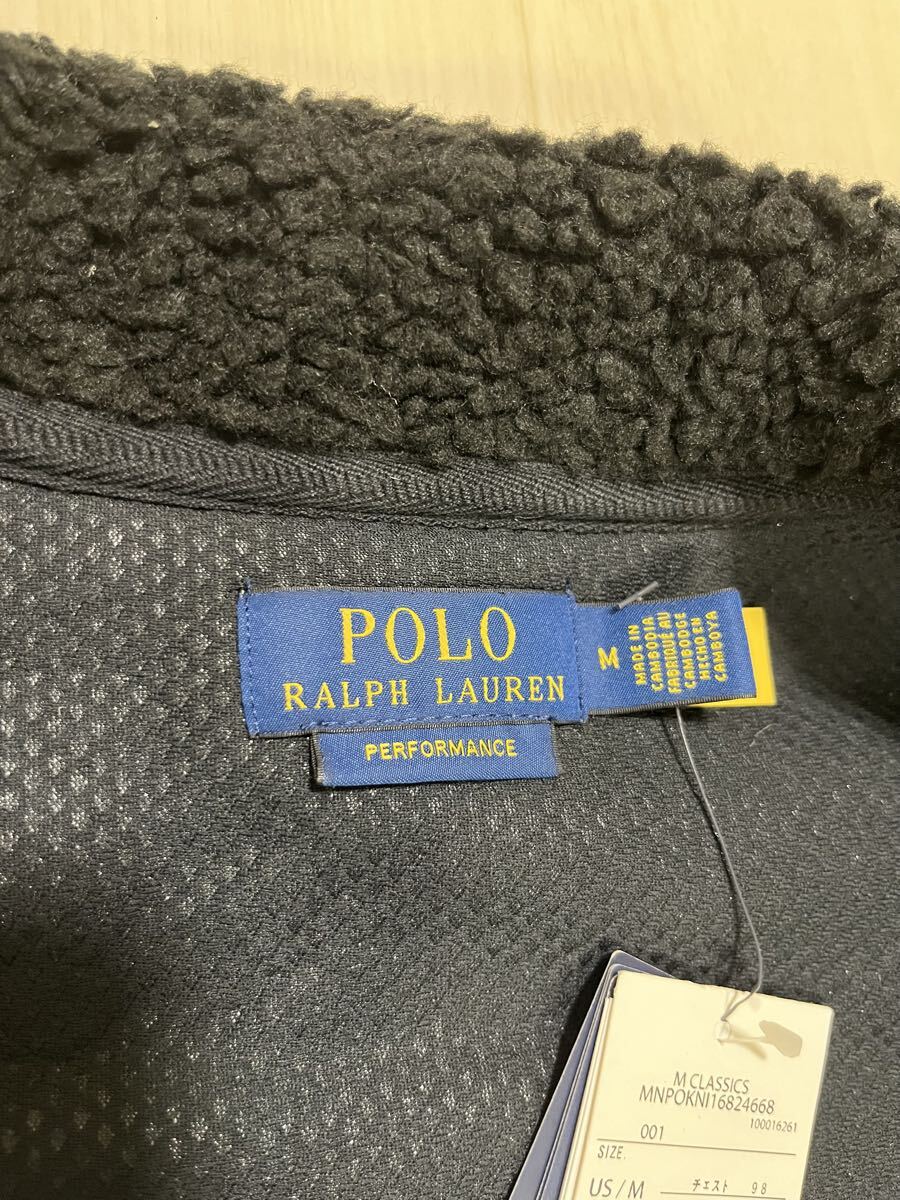 POLO
RALPH LAUREN
PERFORMANCE
M
MADE IN
CAMBODIA
FABRIQUÉ AU
CAMBODGE
HECHO EN
CAMBOYA
M CLASSICS
MNPOKNI16824668
100016261
001
SIZE.
US / M チェスト 98